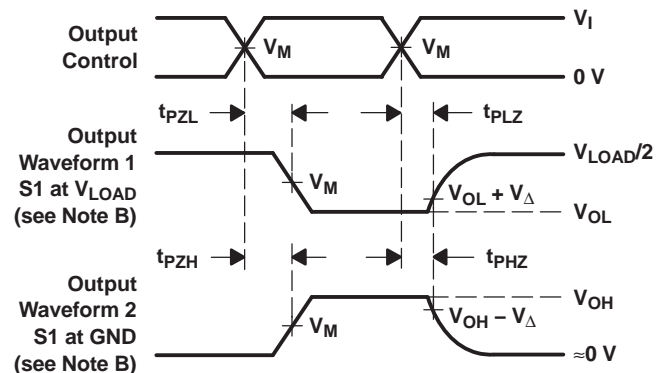 Output
Control
V_M
V_M
V_I
0 V
t_PZL
t_PLZ
Output
Waveform 1
S1 at V_LOAD
(see Note B)
V_M
V_LOAD/2
V_OL + V_Δ
V_OL
t_PZH
t_PHZ
Output
Waveform 2
S1 at GND
(see Note B)
V_M
V_OH
V_OH − V_Δ
≈0 V